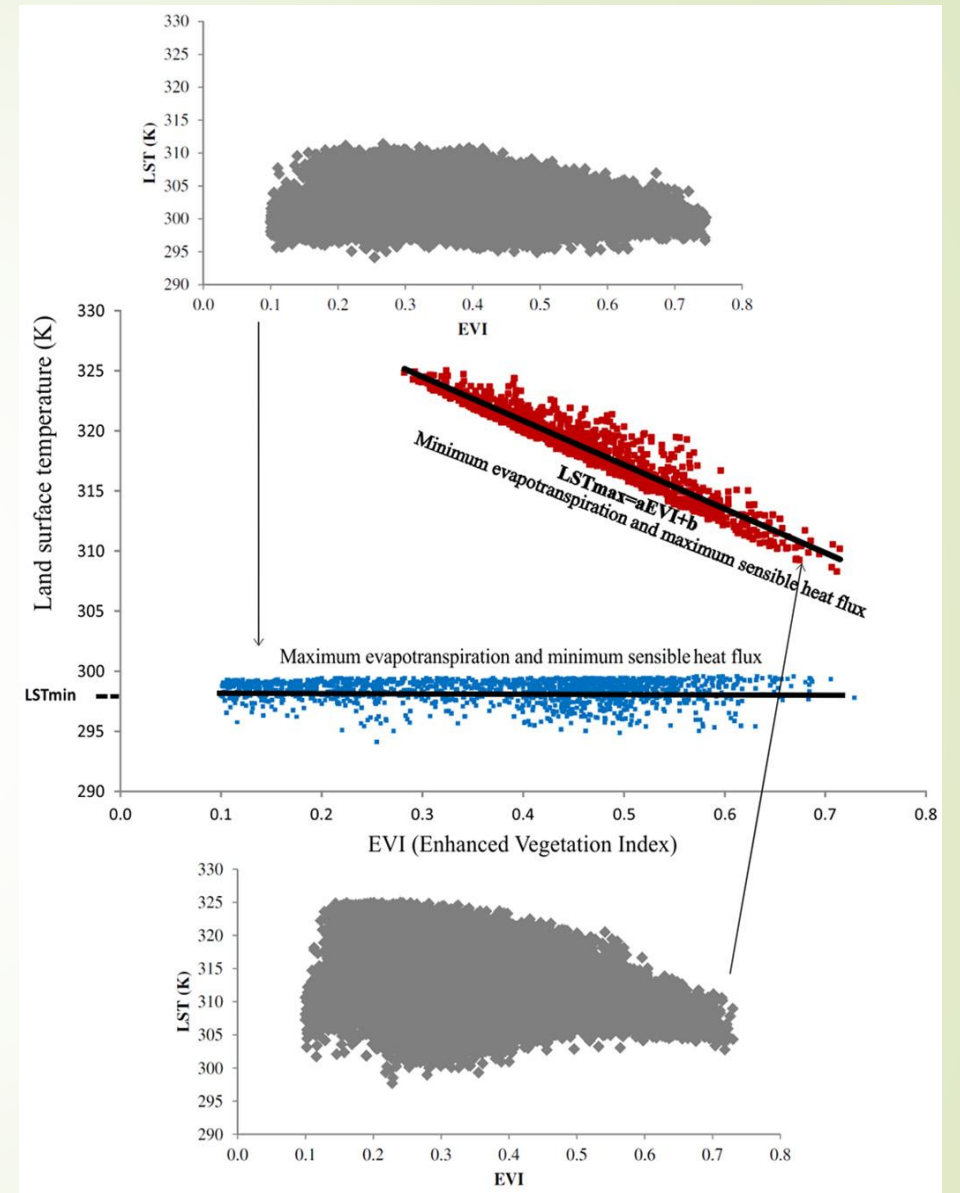 330
325
320
315
310
305
300
295
290
LST (K)
0.0 0.1 0.2 0.3 0.4 0.5 0.6 0.7 0.8
EVI
330
325
320
315
310
305
300
295
290
Land surface temperature (K)
LSTmin
LSTmax=aEVI+b
Minimum evapotranspiration and maximum sensible heat flux
Maximum evapotranspiration and minimum sensible heat flux
0.0 0.1 0.2 0.3 0.4 0.5 0.6 0.7 0.8
EVI (Enhanced Vegetation Index)
330
325
320
315
310
305
300
295
290
LST (K)
0.0 0.1 0.2 0.3 0.4 0.5 0.6 0.7 0.8
EVI